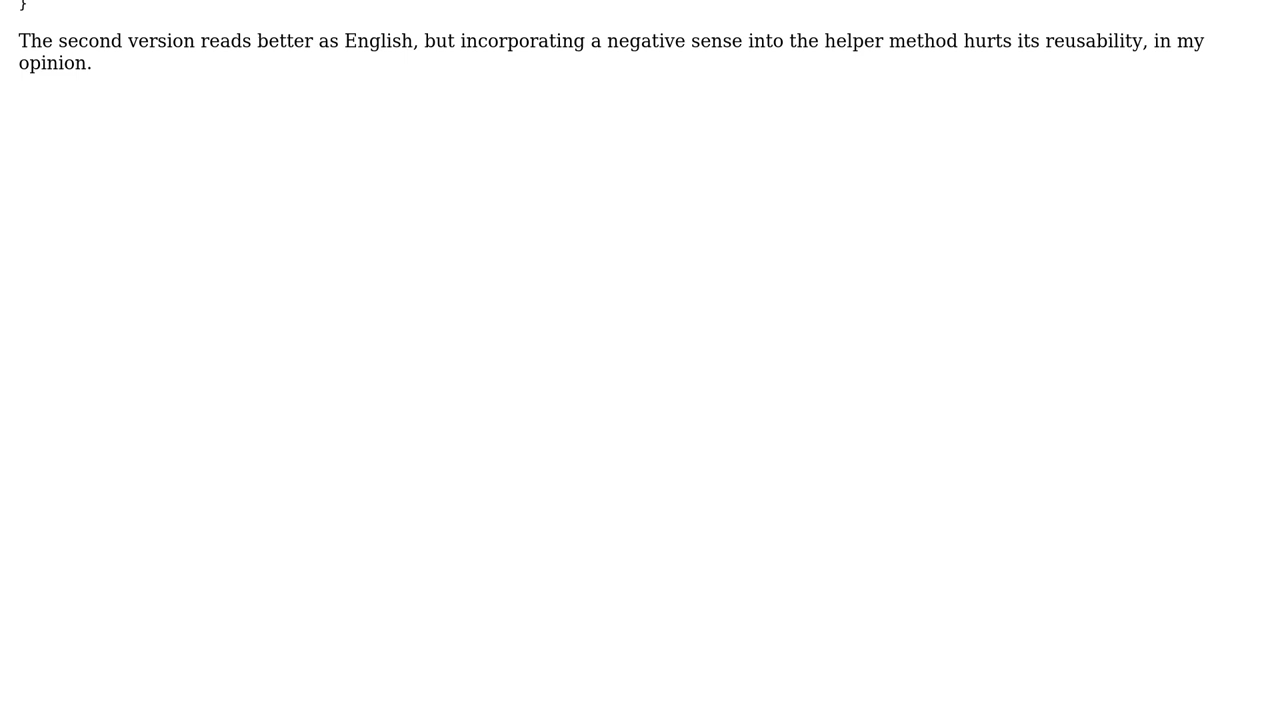 }
The second version reads better as English, but incorporating a negative sense into the helper method hurts its reusability, in my
opinion.